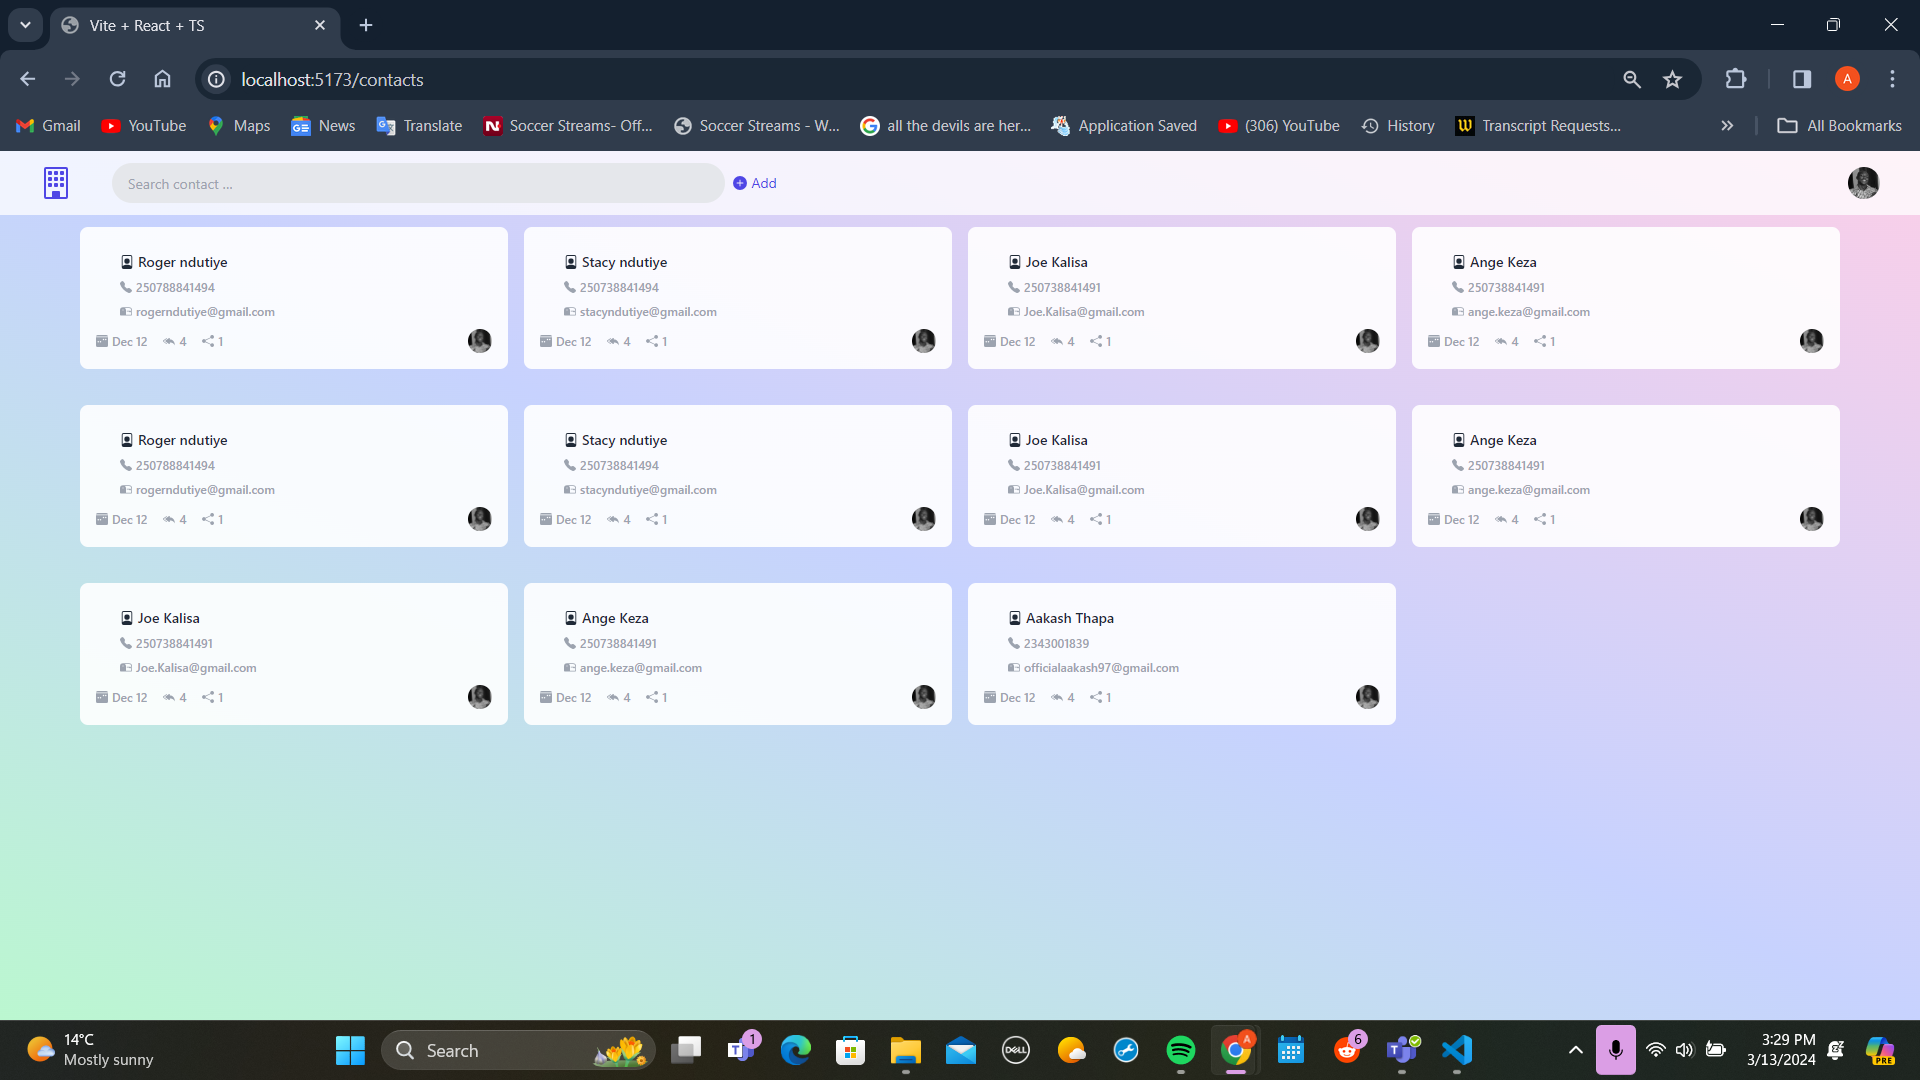 Vite + React + TS
localhost:5173/contacts
A
Gmail YouTube Maps News Translate Soccer Streams- Off... Soccer Streams - W... all the devils are her... Application Saved (306) YouTube History Transcript Requests... All Bookmarks
Search contact ... Add
Roger ndutiye
250788841494
rogerndutiye@gmail.com
Dec 12 4 1
Stacy ndutiye
250738841494
stacyndutiye@gmail.com
Dec 12 4 1
Joe Kalisa
250738841491
Joe.Kalisa@gmail.com
Dec 12 4 1
Ange Keza
250738841491
ange.keza@gmail.com
Dec 12 4 1
Roger ndutiye
250788841494
rogerndutiye@gmail.com
Dec 12 4 1
Stacy ndutiye
250738841494
stacyndutiye@gmail.com
Dec 12 4 1
Joe Kalisa
250738841491
Joe.Kalisa@gmail.com
Dec 12 4 1
Ange Keza
250738841491
ange.keza@gmail.com
Dec 12 4 1
Joe Kalisa
250738841491
Joe.Kalisa@gmail.com
Dec 12 4 1
Ange Keza
250738841491
ange.keza@gmail.com
Dec 12 4 1
Aakash Thapa
2343001839
officialaakash97@gmail.com
Dec 12 4 1
14°C
Mostly sunny
Search
1
DELL
A
6
3:29 PM
3/13/2024
PRE